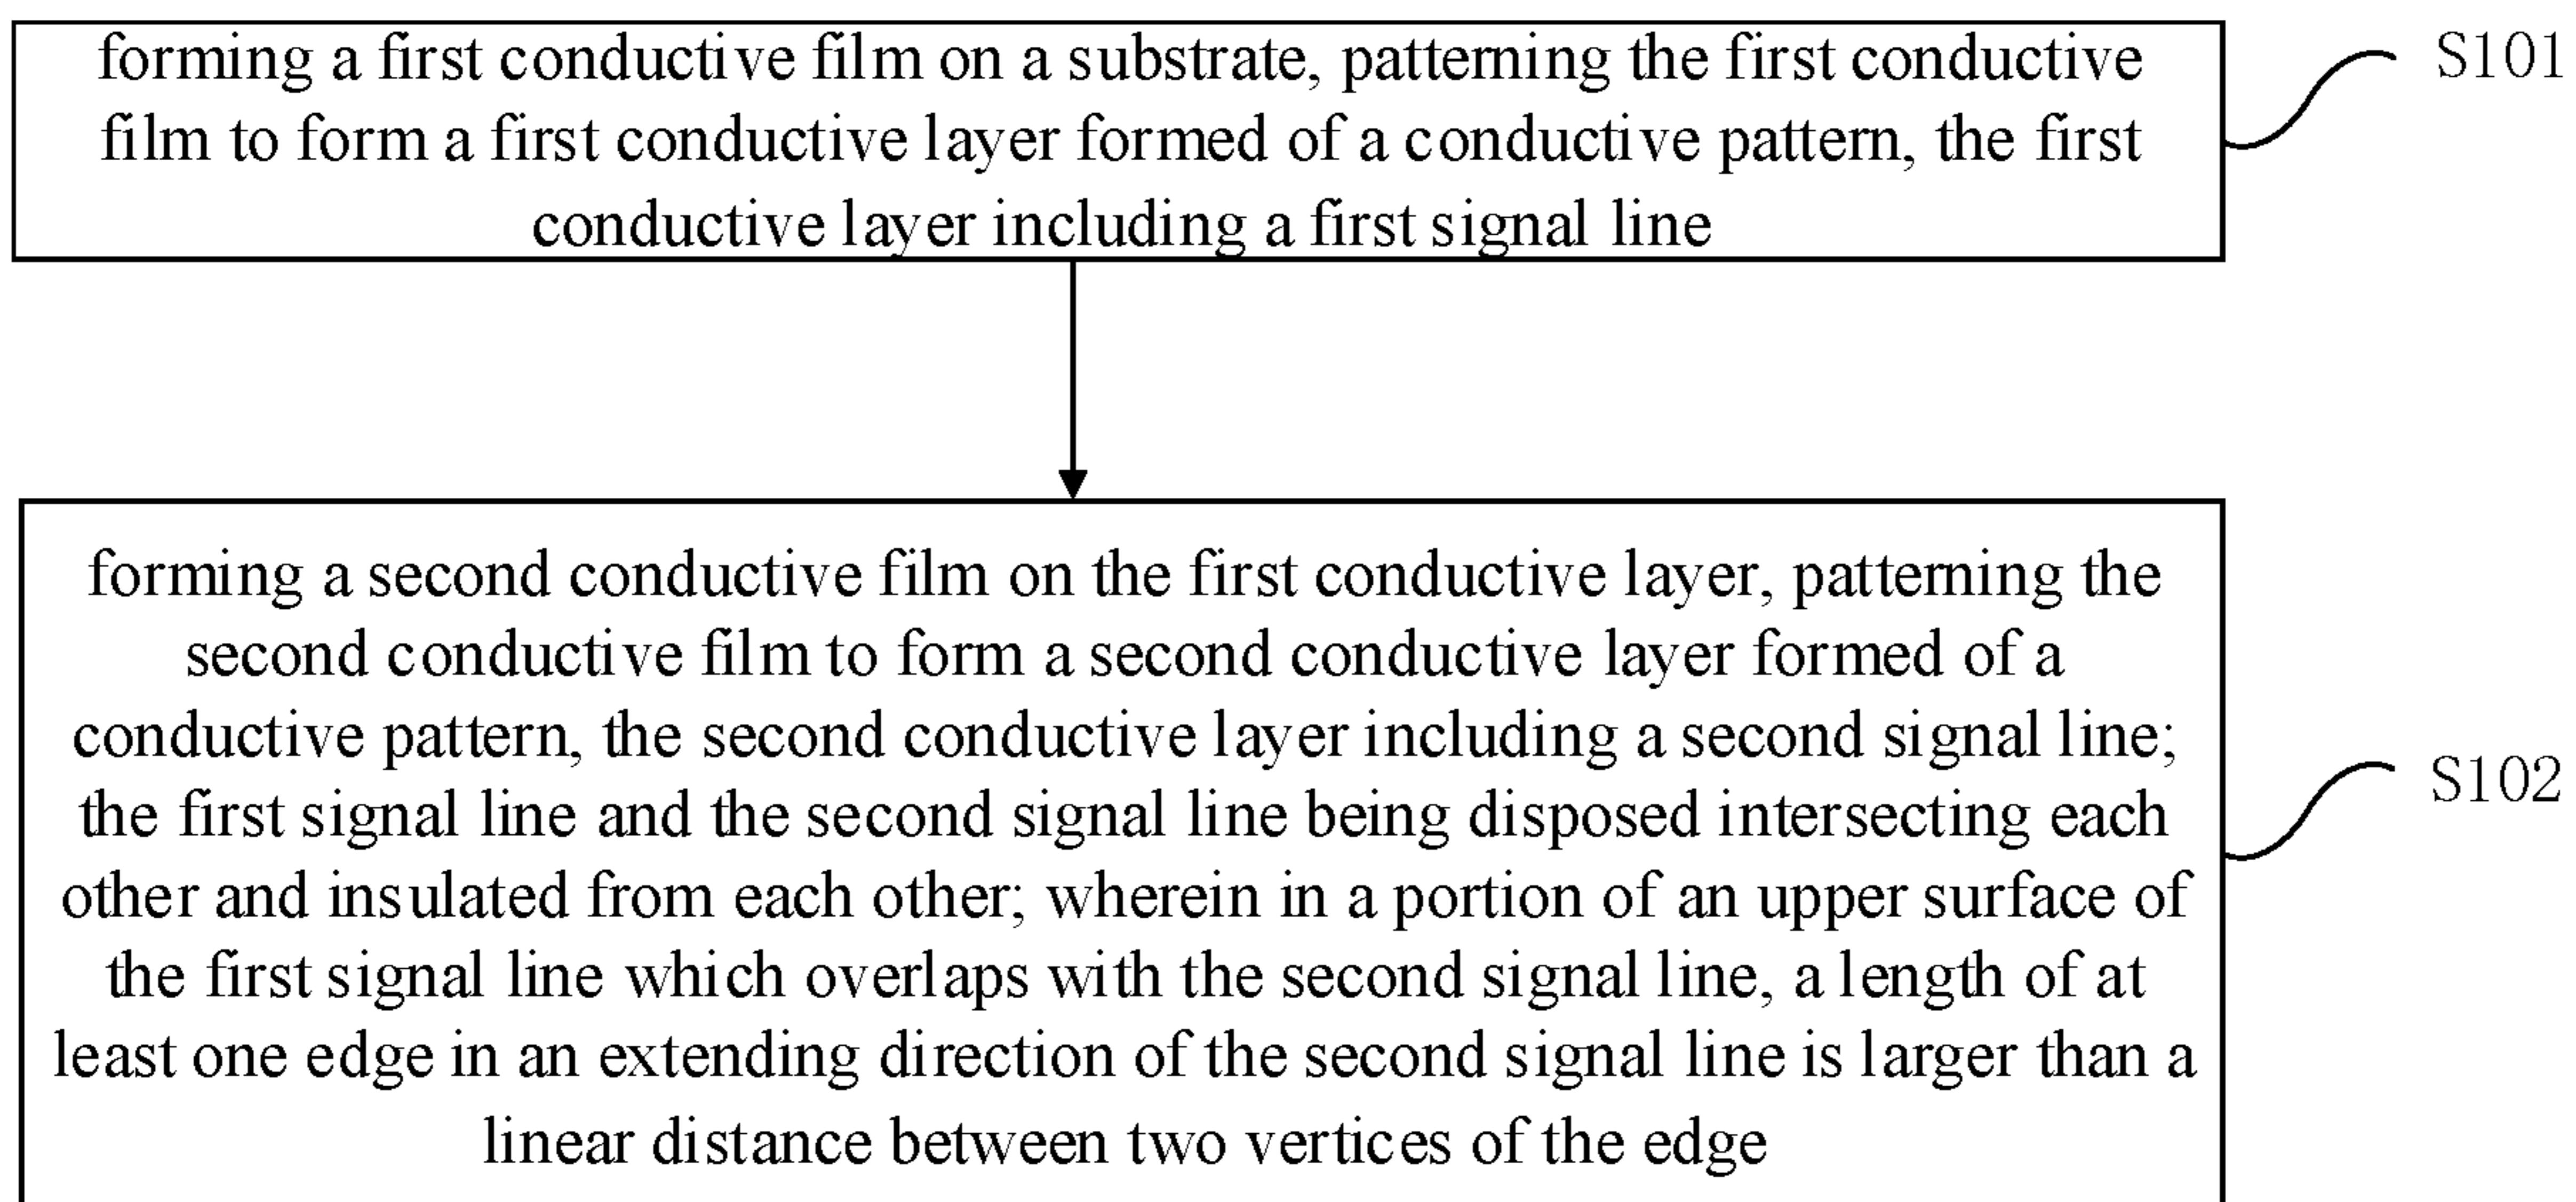 forming a first conductive film on a substrate, patterning the first conductive
film to form a first conductive layer formed of a conductive pattern, the first
conductive layer including a first signal line
S101
forming a second conductive film on the first conductive layer, patterning the
second conductive film to form a second conductive layer formed of a
conductive pattern, the second conductive layer including a second signal line;
the first signal line and the second signal line being disposed intersecting each
other and insulated from each other; wherein in a portion of an upper surface of
the first signal line which overlaps with the second signal line, a length of at
least one edge in an extending direction of the second signal line is larger than a
linear distance between two vertices of the edge
S102